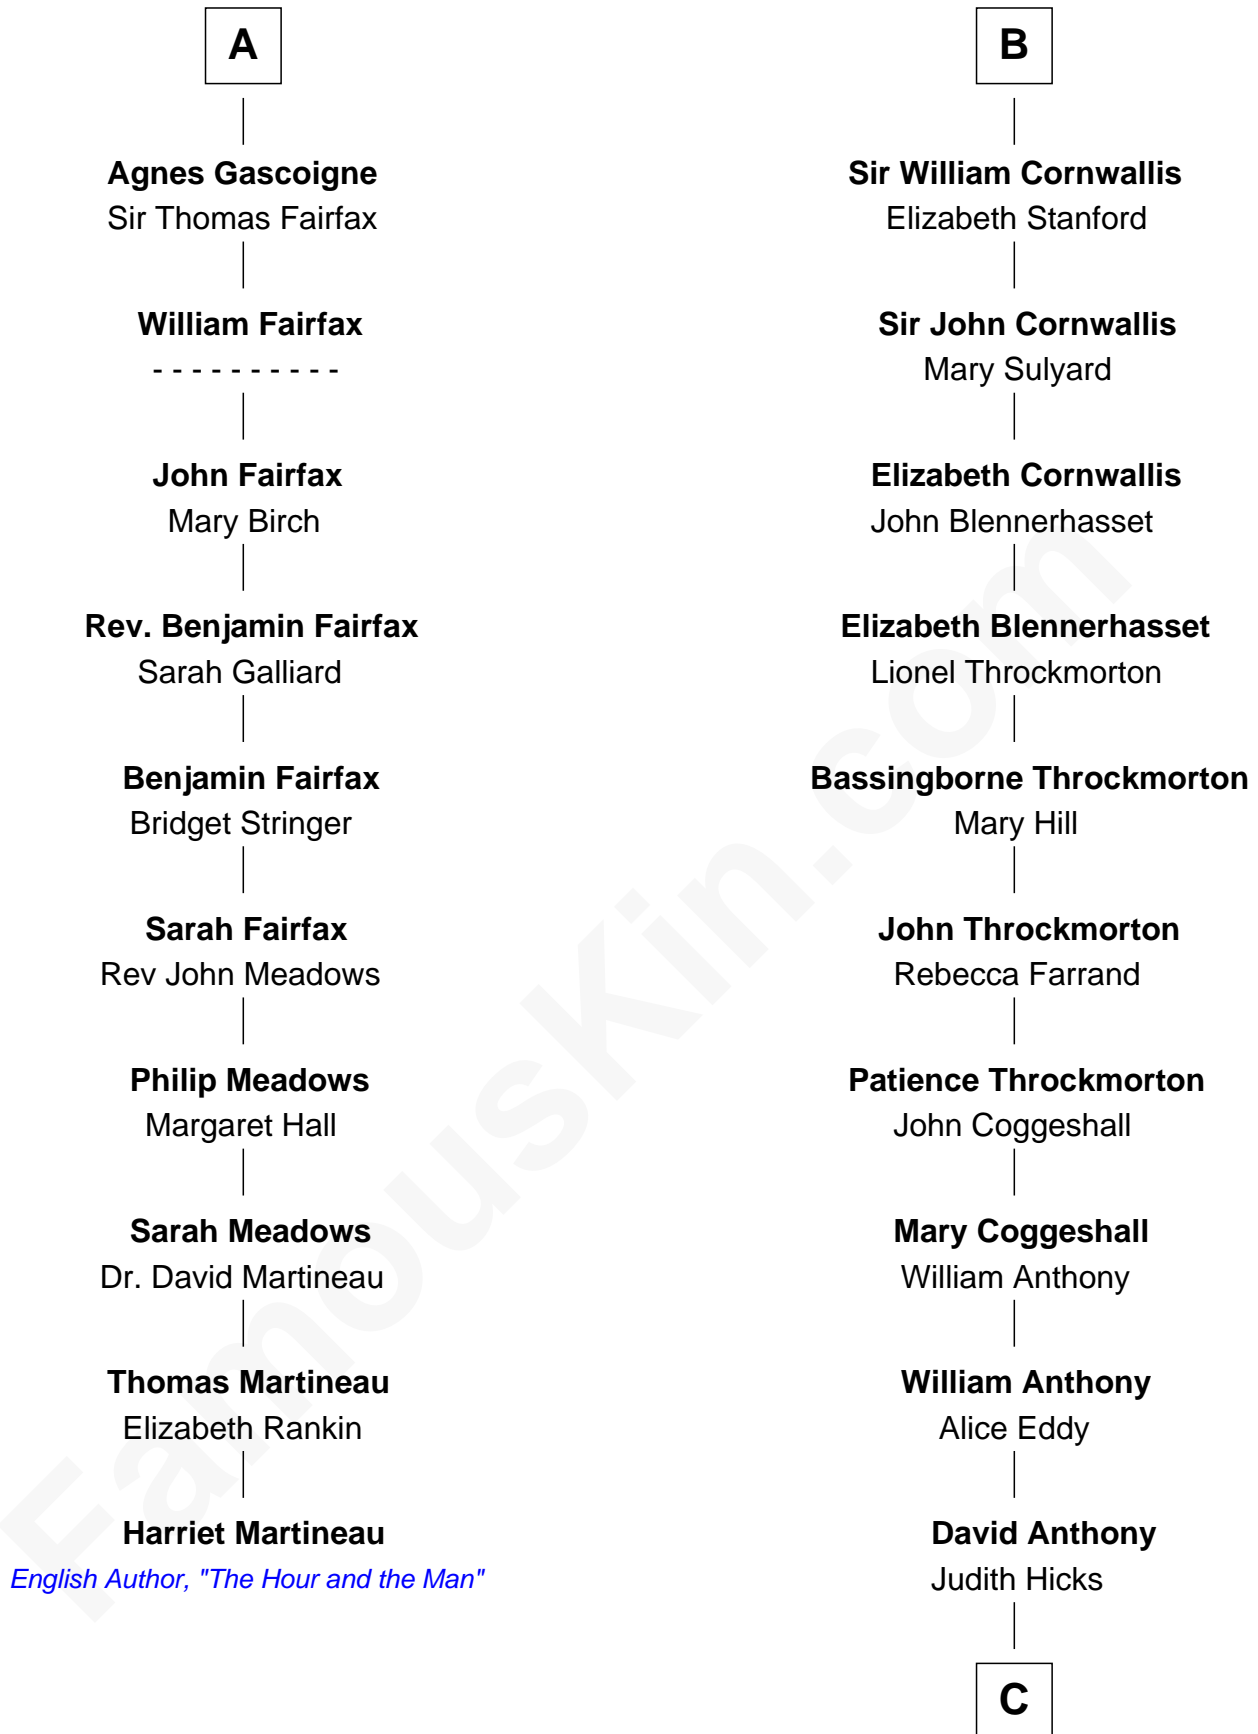 A
Agnes Gascoigne
Sir Thomas Fairfax
William Fairfax
- - - - - - - - - -
John Fairfax
Mary Birch
Rev. Benjamin Fairfax
Sarah Galliard
Benjamin Fairfax
Bridget Stringer
Sarah Fairfax
Rev John Meadows
Philip Meadows
Margaret Hall
Sarah Meadows
Dr. David Martineau
Thomas Martineau
Elizabeth Rankin
Harriet Martineau
English Author, "The Hour and the Man"
B
Sir William Cornwallis
Elizabeth Stanford
Sir John Cornwallis
Mary Sulyard
Elizabeth Cornwallis
John Blennerhasset
Elizabeth Blennerhasset
Lionel Throckmorton
Bassingborne Throckmorton
Mary Hill
John Throckmorton
Rebecca Farrand
Patience Throckmorton
John Coggeshall
Mary Coggeshall
William Anthony
William Anthony
Alice Eddy
David Anthony
Judith Hicks
C
FamousKin.com